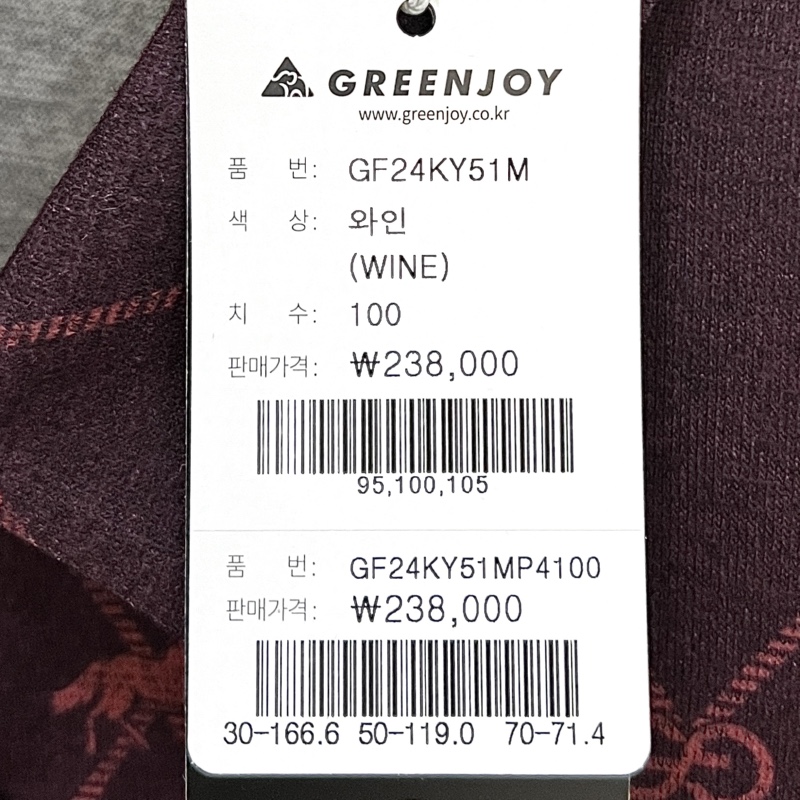 GREENJOY
www.greenjoy.co.kr
품 번: GF24KY51M
색 상: 와인
(WINE)
치 수: 100
판매가격: ₩238,000
95,100,105
품 번: GF24KY51MP4100
판매가격: ₩238,000
30-166.6 50-119.0 70-71.4